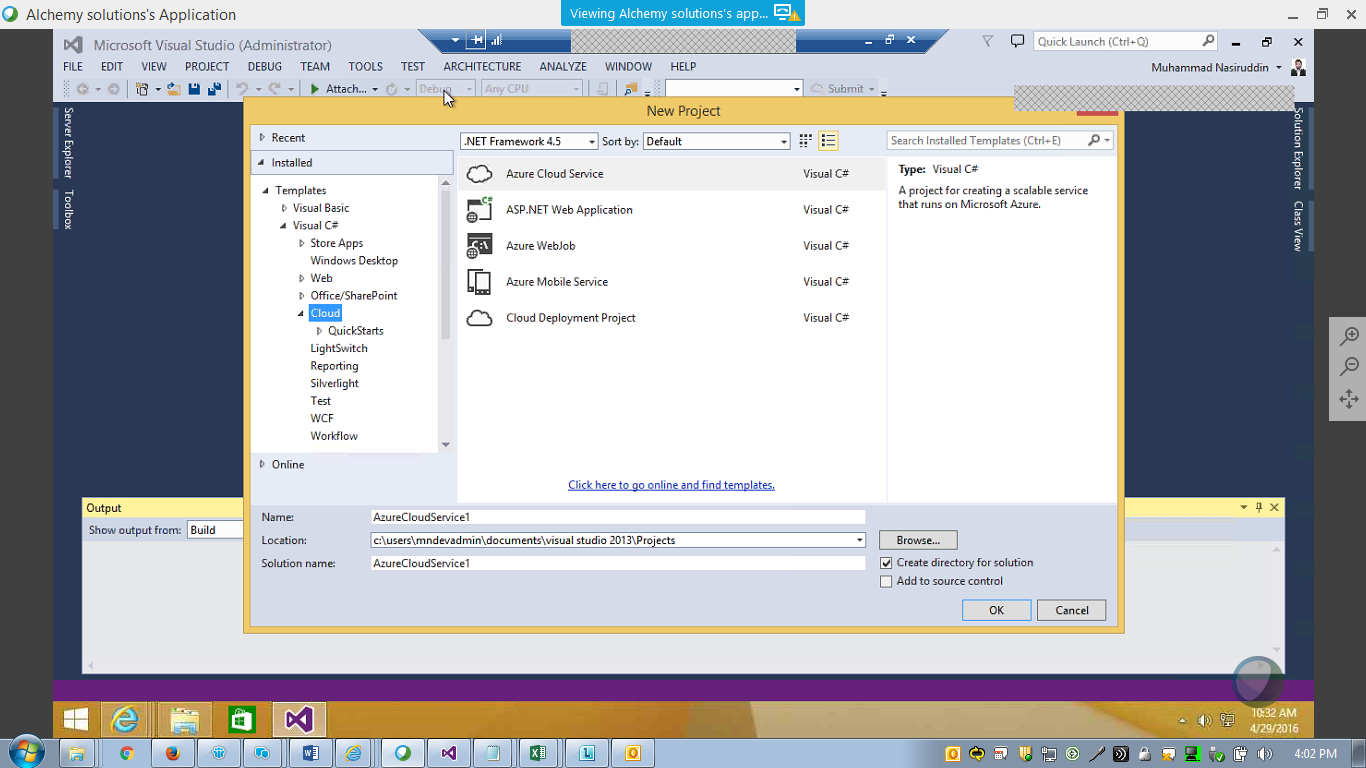 Alchemy solutions's Application
Viewing Alchemy solutions's app...
Microsoft Visual Studio (Administrator)
Quick Launch (Ctrl+Q)
FILE EDIT VIEW PROJECT DEBUG TEAM TOOLS TEST ARCHITECTURE ANALYZE WINDOW HELP
Muhammad Nasiruddin
Attach... Debug Any CPU Submit
New Project
Server Explorer
Toolbox
Solution Explorer
Class View
Recent
Installed
.NET Framework 4.5 Sort by: Default
Search Installed Templates (Ctrl+E)
Templates
Visual Basic
Visual C#
Store Apps
Windows Desktop
Web
Office/SharePoint
Cloud
QuickStarts
LightSwitch
Reporting
Silverlight
Test
WCF
Workflow
Online
Azure Cloud Service Visual C#
C#
ASP.NET Web Application Visual C#
C:\
Azure WebJob Visual C#
Azure Mobile Service Visual C#
Cloud Deployment Project Visual C#
Click here to go online and find templates.
Type: Visual C#
A project for creating a scalable service
that runs on Microsoft Azure.
Output
Show output from: Build
Name: AzureCloudService1
Location: c:\users\mndevadmin\documents\visual studio 2013\Projects
Browse...
Solution name: AzureCloudService1
Create directory for solution
Add to source control
OK Cancel
10:32 AM
4/29/2016
4:02 PM